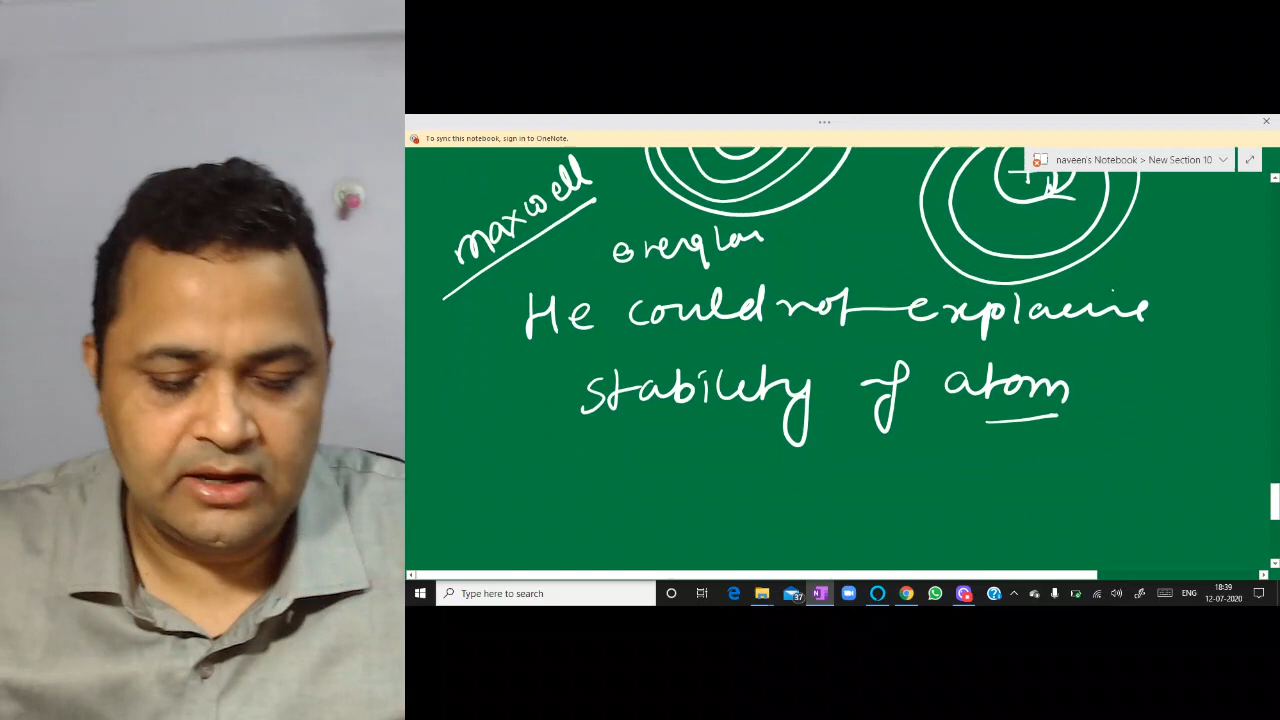 To sync this notebook, sign in to OneNote.
naveen's Notebook > New Section 10
maxwell
He could not explaine
stability of atom
Type here to search
37
ENG
18:39
12-07-2020